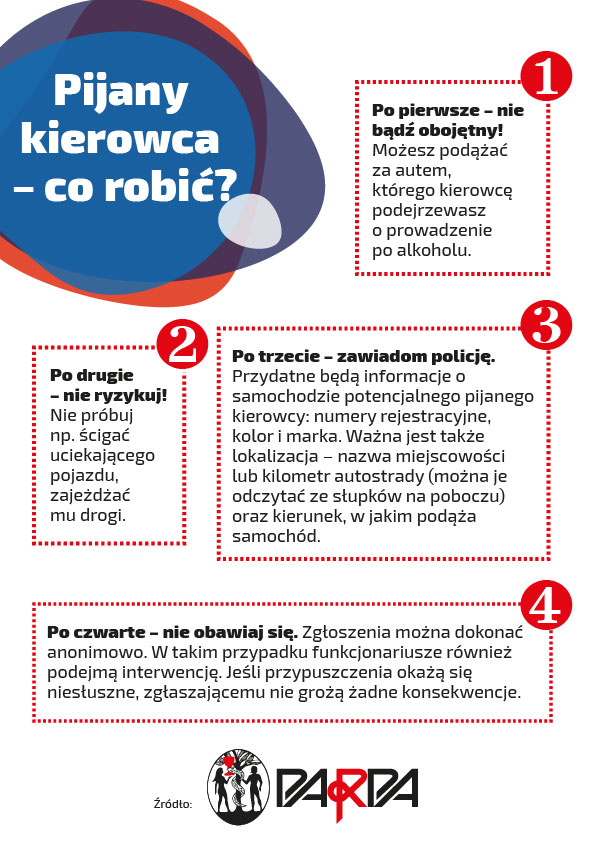 Pijany
kierowca
– co robić?
1
Po pierwsze – nie
bądź obojętny!
Możesz podążać
za autem,
którego kierowcę
podejrzewasz
o prowadzenie
po alkoholu.
2
Po drugie
– nie ryzykuj!
Nie próbuj
np. ścigać
uciekającego
pojazdu,
zajeżdżać
mu drogi.
3
Po trzecie – zawiadom policję.
Przydatne będą informacje o
samochodzie potencjalnego pijanego
kierowcy: numery rejestracyjne,
kolor i marka. Ważna jest także
lokalizacja – nazwa miejscowości
lub kilometr autostrady (można je
odczytać ze słupków na poboczu)
oraz kierunek, w jakim podąża
samochód.
4
Po czwarte – nie obawiaj się. Zgłoszenia można dokonać
anonimowo. W takim przypadku funkcjonariusze również
podejmą interwencję. Jeśli przypuszczenia okażą się
niesłuszne, zgłaszającemu nie grożą żadne konsekwencje.
Źródło:
PARPA